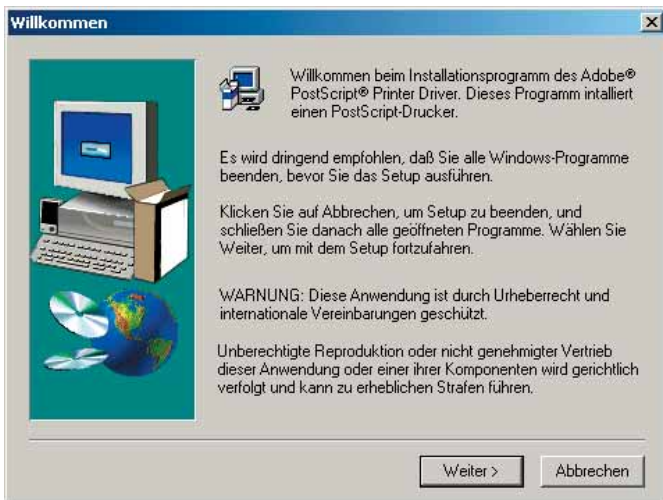 Willkommen
Willkommen beim Installationsprogramm des Adobe®
PostScript® Printer Driver. Dieses Programm intalliert
einen PostScript-Drucker.
Es wird dringend empfohlen, daß Sie alle Windows-Programme
beenden, bevor Sie das Setup ausführen.
Klicken Sie auf Abbrechen, um Setup zu beenden, und
schließen Sie danach alle geöffneten Programme. Wählen Sie
Weiter, um mit dem Setup fortzufahren.
WARNUNG: Diese Anwendung ist durch Urheberrecht und
internationale Vereinbarungen geschützt.
Unberechtigte Reproduktion oder nicht genehmigter Vertrieb
dieser Anwendung oder einer ihrer Komponenten wird gerichtlich
verfolgt und kann zu erheblichen Strafen führen.
Weiter >
Abbrechen